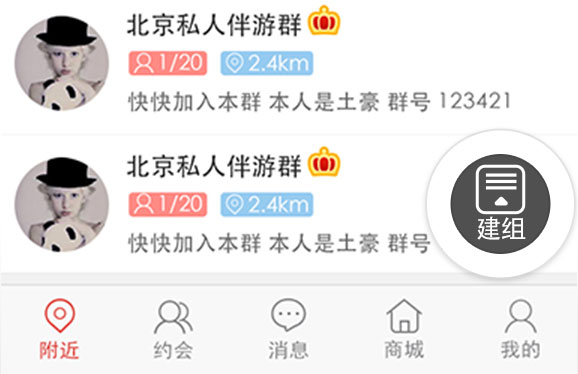 北京私人伴游群
1/20 2.4km
快快加入本群 本人是土豪 群号 123421
北京私人伴游群
1/20 2.4km
快快加入本群 本人是土豪 群号
建组
附近 约会 消息 商城 我的